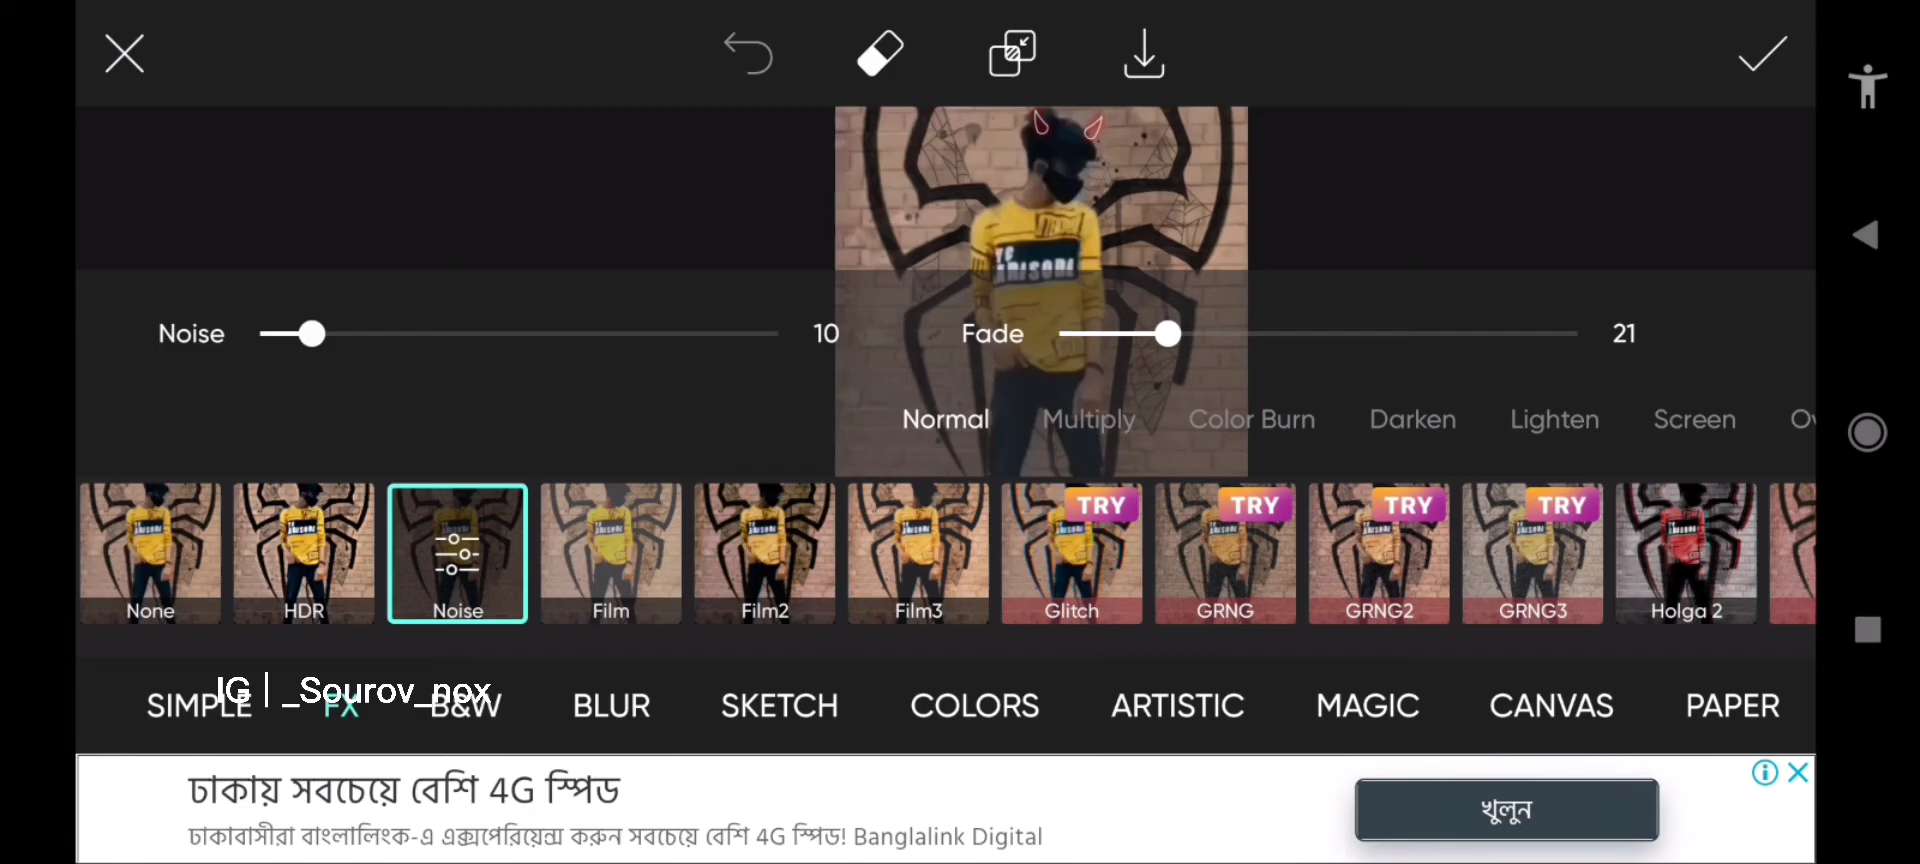 Noise 10 Fade 21
Normal Multiply Color Burn Darken Lighten Screen
TRY TRY TRY TRY
None HDR Noise Film Film2 Film3 Glitch GRNG GRNG2 GRNG3 Holga 2
IG | _Sourov_nox
SIMPLE FX B&W BLUR SKETCH COLORS ARTISTIC MAGIC CANVAS PAPER
ঢাকায় সবচেয়ে বেশি 4G স্পিড
ঢাকাবাসীরা বাংলালিংক-এ এক্সপেরিয়েন্স করুন সবচেয়ে বেশি 4G স্পিড! Banglalink Digital
খুলুন